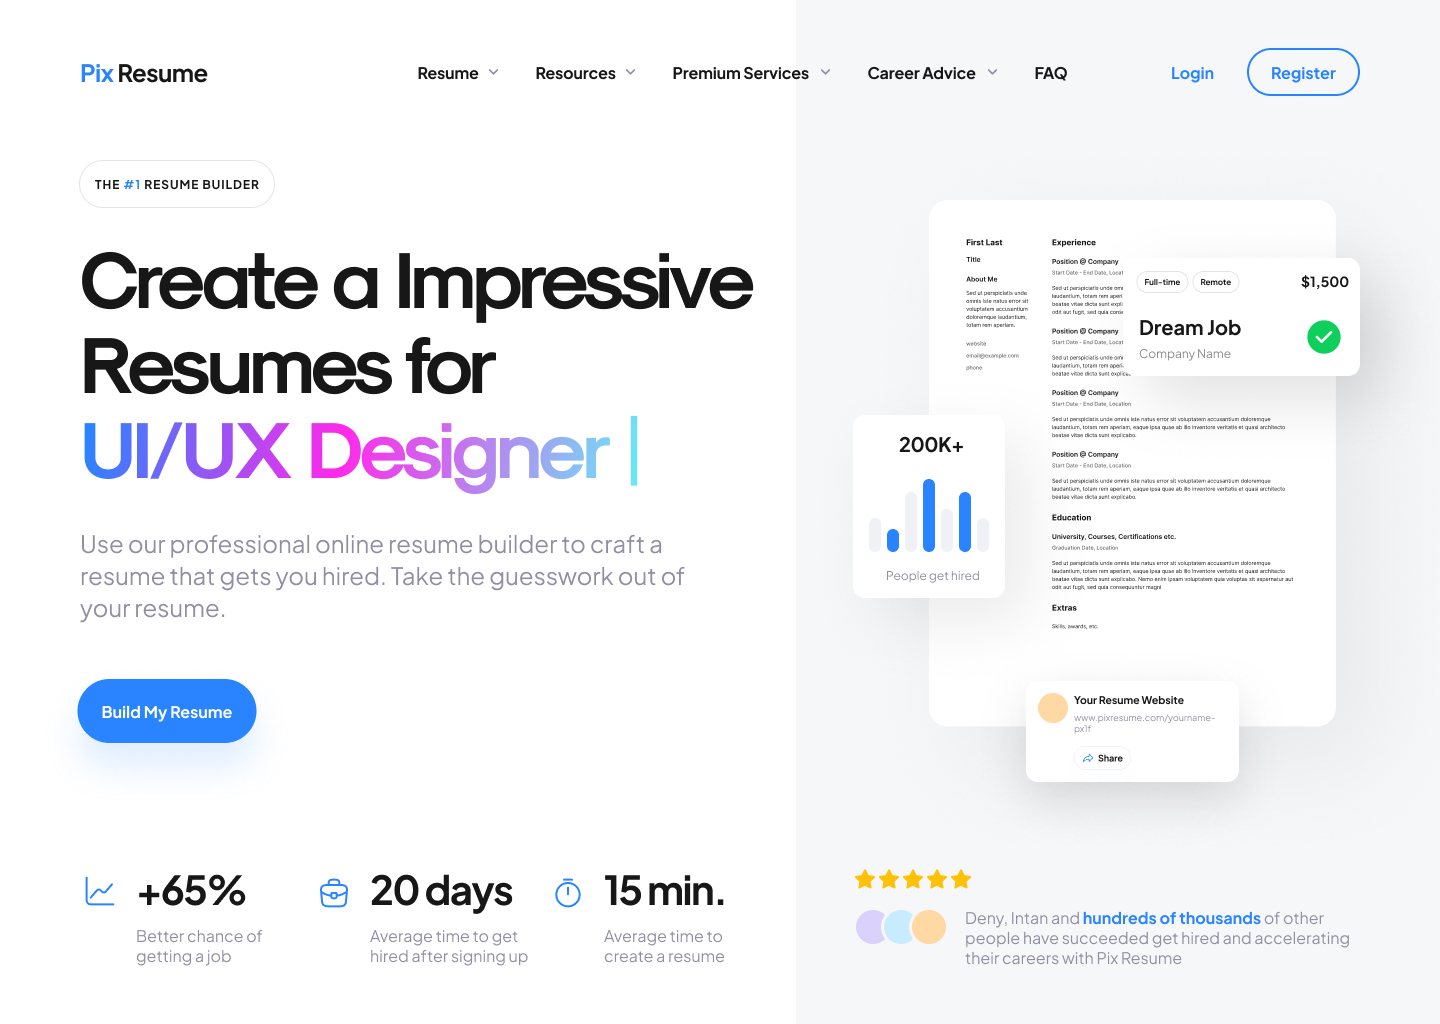 Pix Resume
Resume
Resources
Premium Services
Career Advice
FAQ
Login
Register
THE #1 RESUME BUILDER
Create a Impressive
Resumes for
UI/UX Designer |
Use our professional online resume builder to craft a
resume that gets you hired. Take the guesswork out of
your resume.
Build My Resume
+65%
Better chance of
getting a job
20 days
Average time to get
hired after signing up
15 min.
Average time to
create a resume
First Last
Title
About Me
Sed ut perspiciatis unde
omnis iste natus error sit
voluptatem accusantium
doloremque laudantium,
totam rem aperiam.
website
email@example.com
phone
Experience
Position @ Company
Start Date - End Date, Locat
Sed ut perspiciatis unde om
laudantium, totam rem aperi
beatae vitae dicta sunt expli
odit aut fugit, sed quia conse
Position @ Company
Start Date - End Date, Locat
Sed ut perspiciatis unde om
laudantium, totam rem aperi
beatae vitae dicta sunt explicab
Position @ Company
Start Date - End Date, Location
Sed ut perspiciatis unde omnis iste natus error sit voluptatem accusantium doloremque
laudantium, totam rem aperiam, eaque ipsa quae ab illo inventore veritatis et quasi architecto
beatae vitae dicta sunt explicabo.
Position @ Company
Start Date - End Date, Location
Sed ut perspiciatis unde omnis iste natus error sit voluptatem accusantium doloremque
laudantium, totam rem aperiam, eaque ipsa quae ab illo inventore veritatis et quasi architecto
beatae vitae dicta sunt explicabo.
Education
University, Courses, Certifications etc.
Graduation Date, Location
Sed ut perspiciatis unde omnis iste natus error sit voluptatem accusantium doloremque
laudantium, totam rem aperiam, eaque ipsa quae ab illo inventore veritatis et quasi architecto
beatae vitae dicta sunt explicabo. Nemo enim ipsam voluptatem quia voluptas sit aspernatur aut
odit aut fugit, sed quia consequuntur magni
Extras
Skills, awards, etc.
Full-time
Remote
$1,500
Dream Job
Company Name
200K+
People get hired
Your Resume Website
www.pixresume.com/yourname-
px1f
Share
Deny, Intan and hundreds of thousands of other
people have succeeded get hired and accelerating
their careers with Pix Resume